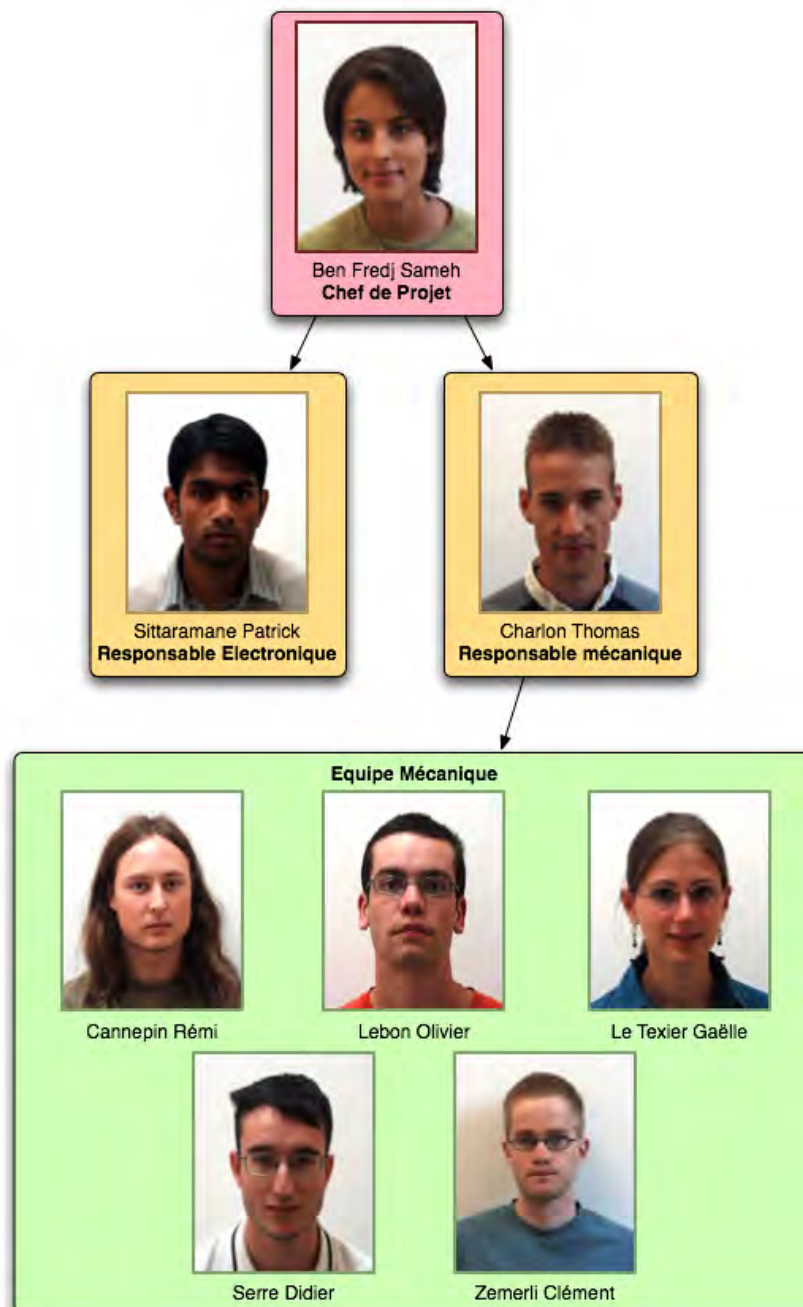 Ben Fredj Sameh
Chef de Projet
Sittaramane Patrick
Responsable Electronique
Charlon Thomas
Responsable mécanique
Equipe Mécanique
Cannepin Rémi
Lebon Olivier
Le Texier Gaëlle
Serre Didier
Zemerli Clément